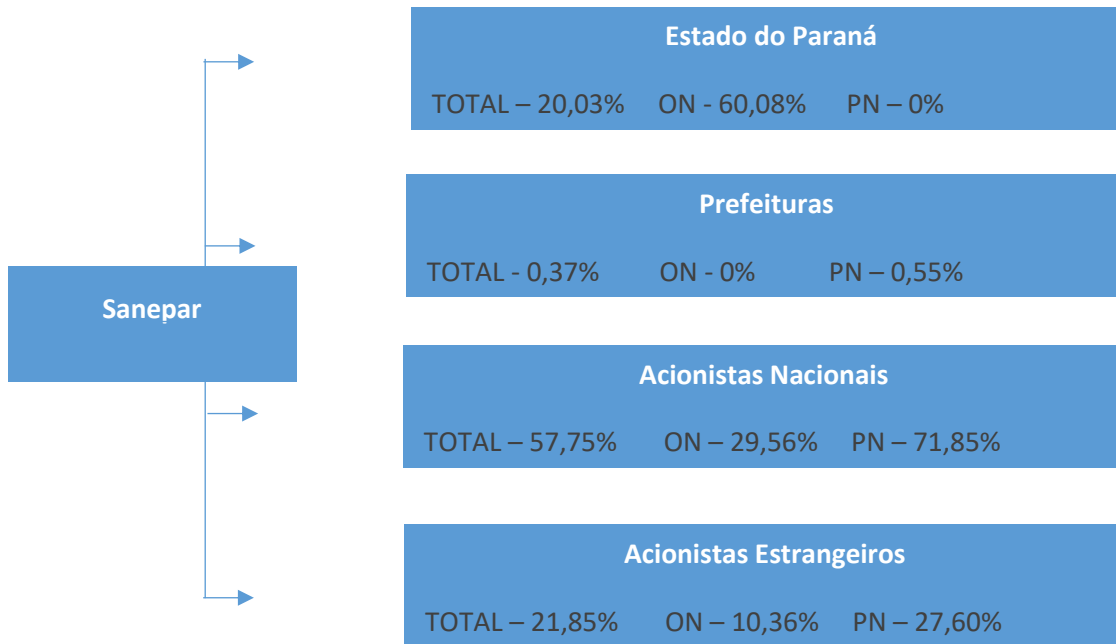 Estado do Paraná
TOTAL – 20,03% ON - 60,08% PN – 0%
Prefeituras
TOTAL - 0,37% ON - 0% PN – 0,55%
Sanepar
Acionistas Nacionais
TOTAL – 57,75% ON – 29,56% PN – 71,85%
Acionistas Estrangeiros
TOTAL – 21,85% ON – 10,36% PN – 27,60%